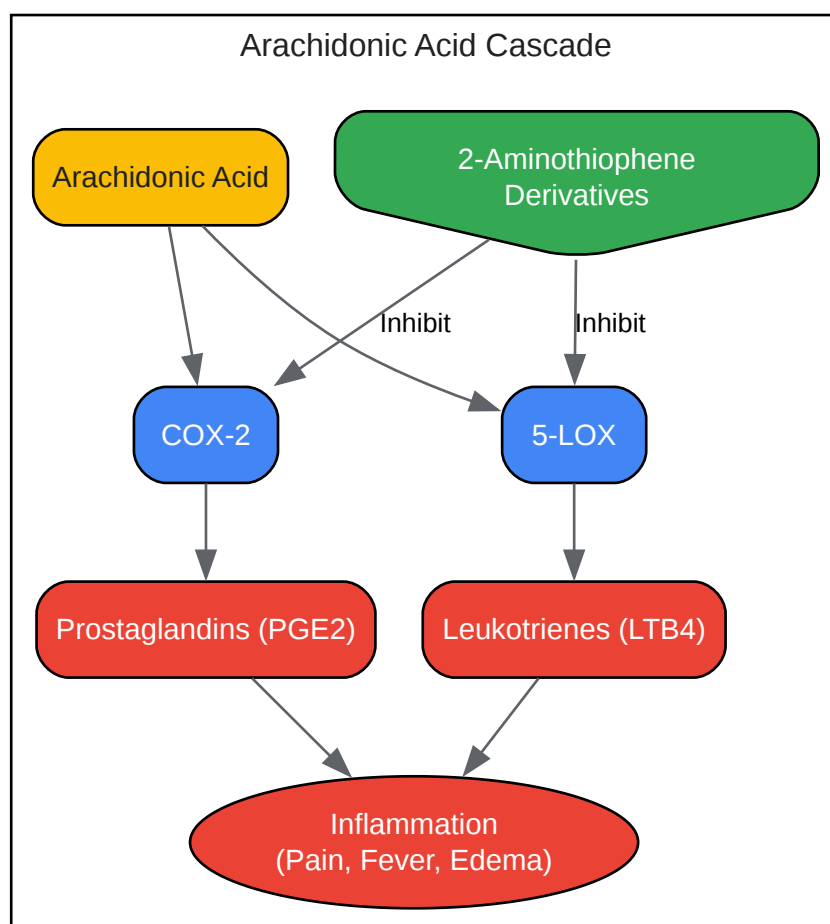 Arachidonic Acid Cascade
Arachidonic Acid
2-Aminothiophene
Derivatives
Inhibit
Inhibit
COX-2
5-LOX
Prostaglandins (PGE2)
Leukotrienes (LTB4)
Inflammation
(Pain, Fever, Edema)